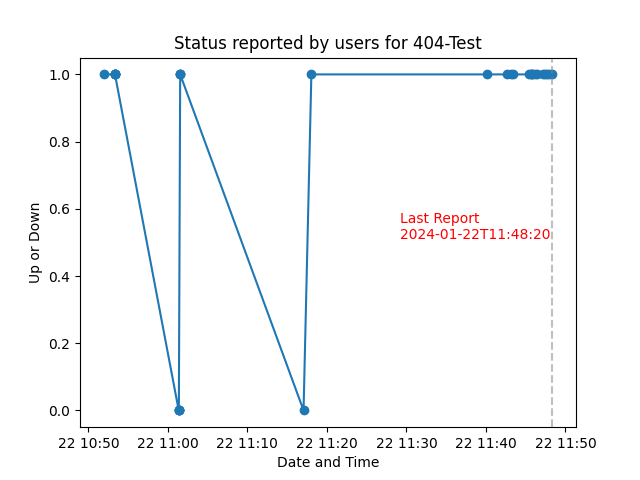 Status reported by users for 404-Test
1.0
0.8
0.6
0.4
0.2
0.0
Up or Down
Last Report
2024-01-22T11:48:20
22 10:50 22 11:00 22 11:10 22 11:20 22 11:30 22 11:40 22 11:50
Date and Time